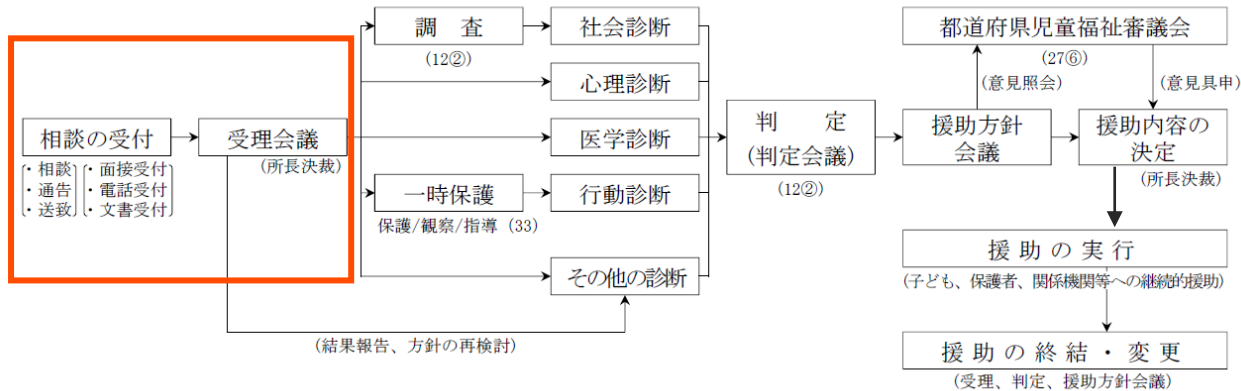 相談の受付
・相談
・通告
・送致
・面接受付
・電話受付
・文書受付
受理会議
(所長決裁)
調 査
(12②)
社会診断
心理診断
医学診断
一時保護
保護/観察/指導 (33)
行動診断
その他の診断
(結果報告、方針の再検討)
判 定
(判定会議)
(12②)
都道府県児童福祉審議会
(27⑥)
(意見照会)
(意見具申)
援助方針
会議
援助内容の
決定
(所長決裁)
援助の実行
(子ども、保護者、関係機関等への継続的援助)
援助の終結・変更
(受理、判定、援助方針会議)